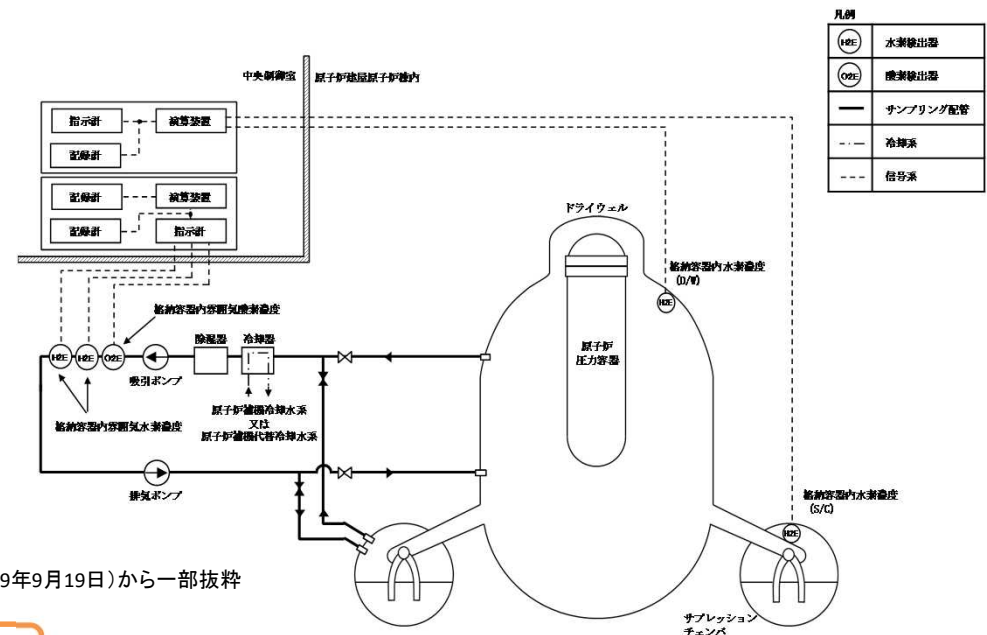 凡例
H2E 水素検出器
O2E 酸素検出器
サンプリング配管
冷却系
信号系
中央制御室
原子炉建屋原子炉棟内
指示計
演算装置
記録計
記録計
演算装置
記録計
指示計
ドライウェル
格納容器内水素濃度
(D/W)
H2E
格納容器内雰囲気酸素濃度
除湿器
冷却器
H2E
H2E
O2E
原子炉
圧力容器
吸引ポンプ
格納容器内雰囲気水素濃度
原子炉補機冷却水系
又は
原子炉補機代替冷却水系
排気ポンプ
格納容器内水素濃度
(S/C)
H2E
9年9月19日)から一部抜粋
サプレッション
チェンバ